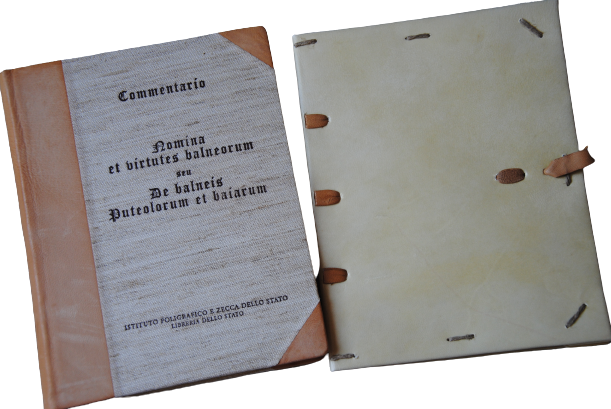 Commentario
Nomina
et virtutes balneorum
seu
De balneis
Puteolorum et baiarum
ISTITUTO POLIGRAFICO E ZECCA DELLO STATO
LIBRERIA DELLO STATO